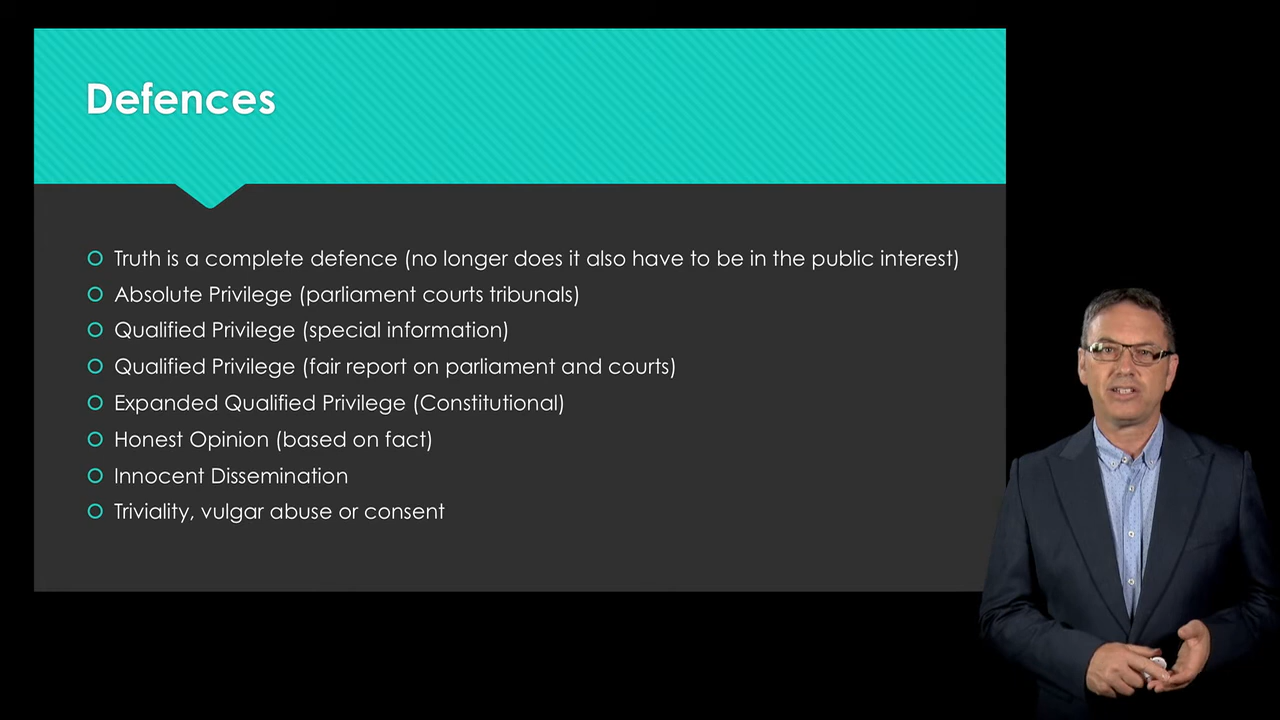 Defences
Truth is a complete defence (no longer does it also have to be in the public interest)
Absolute Privilege (parliament courts tribunals)
Qualified Privilege (special information)
Qualified Privilege (fair report on parliament and courts)
Expanded Qualified Privilege (Constitutional)
Honest Opinion (based on fact)
Innocent Dissemination
Triviality, vulgar abuse or consent